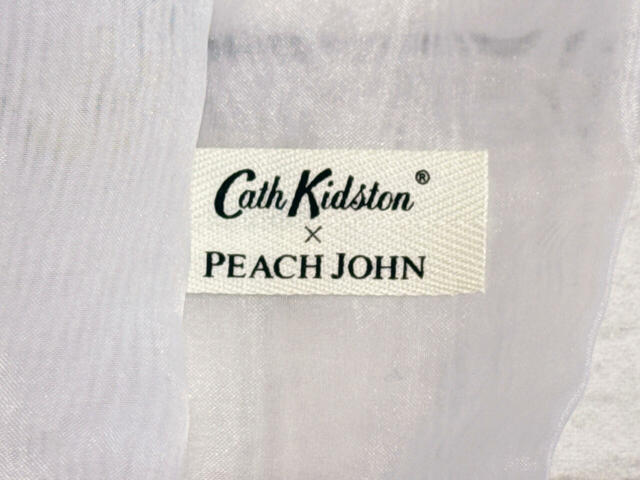 Cath Kidston®
×
PEACH JOHN